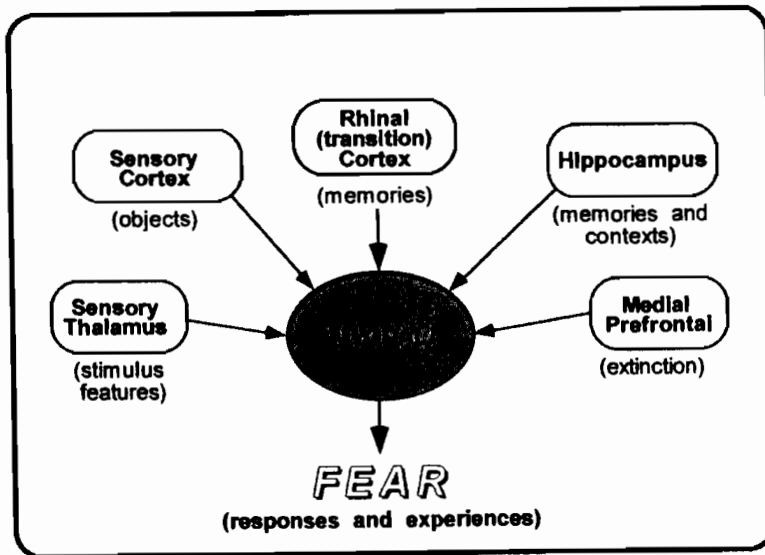 Rhinal
(transition)
Cortex
(memories)
Sensory
Cortex
(objects)
Hippocampus
(memories and
contexts)
Sensory
Thalamus
(stimulus
features)
Medial
Prefrontal
(extinction)
FEAR
(responses and experiences)